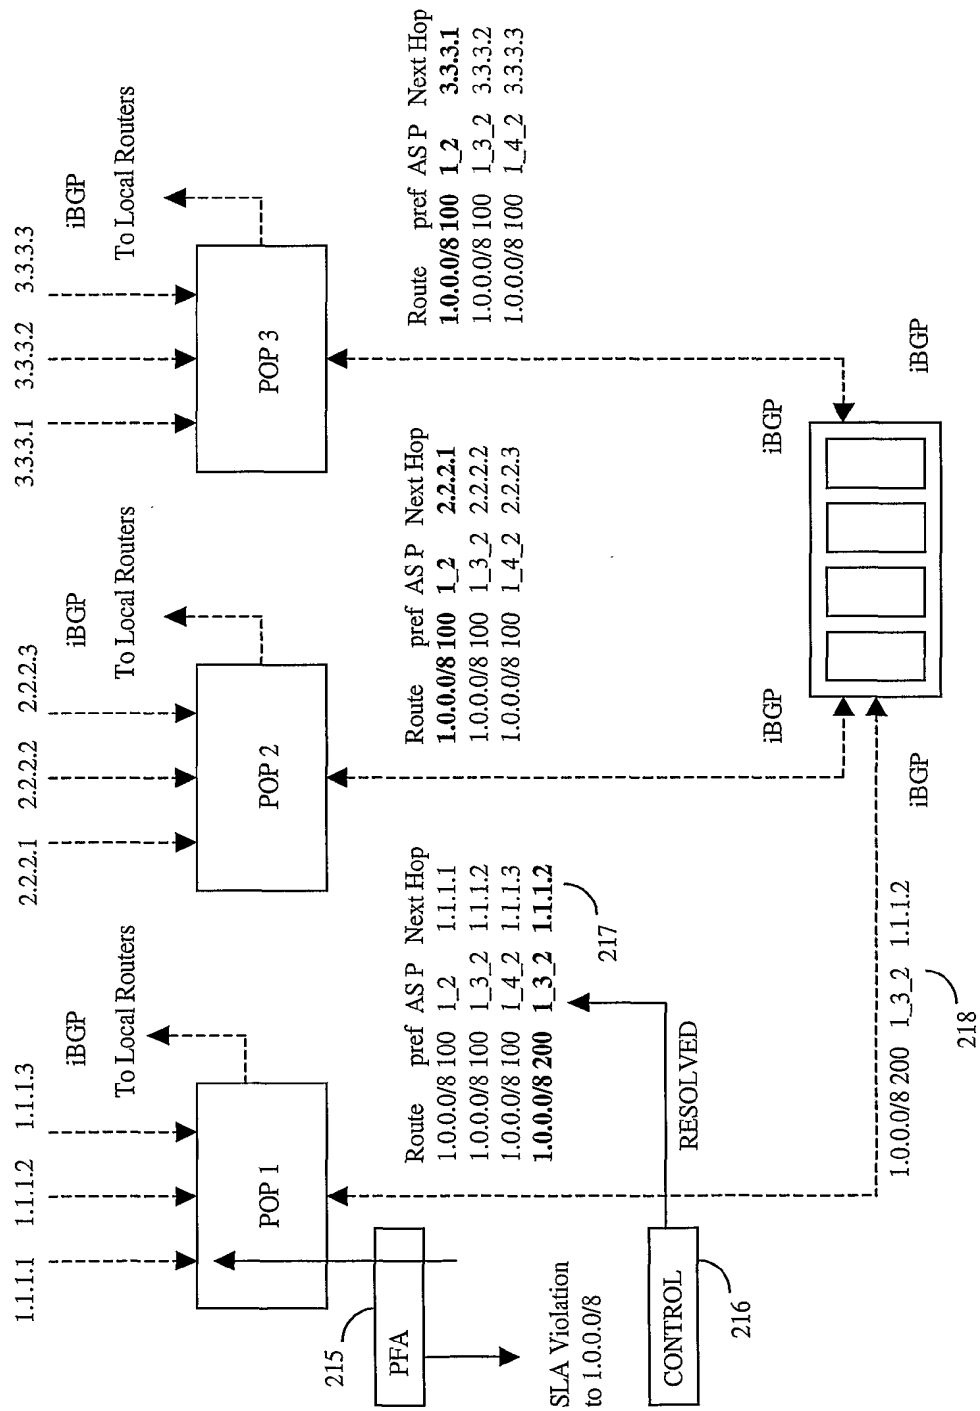 1.1.1.1 1.1.1.2 1.1.1.3
iBGP
To Local Routers
POP 1
2.2.2.1 2.2.2.2 2.2.2.3
iBGP
To Local Routers
POP 2
3.3.3.1 3.3.3.2 3.3.3.3
iBGP
To Local Routers
POP 3
215
PFA
SLA Violation
to 1.0.0.0/8
Route pref AS P Next Hop
1.0.0.0/8 100 1_2 1.1.1.1
1.0.0.0/8 100 1_3_2 1.1.1.2
1.0.0.0/8 100 1_4_2 1.1.1.3
1.0.0.0/8 200 1_3_2 1.1.1.2
217
Route pref AS P Next Hop
1.0.0.0/8 100 1_2 2.2.2.1
1.0.0.0/8 100 1_3_2 2.2.2.2
1.0.0.0/8 100 1_4_2 2.2.2.3
Route pref AS P Next Hop
1.0.0.0/8 100 1_2 3.3.3.1
1.0.0.0/8 100 1_3_2 3.3.3.2
1.0.0.0/8 100 1_4_2 3.3.3.3
CONTROL
216
RESOLVED
iBGP
iBGP
iBGP
iBGP
1.0.0.0/8 200 1_3_2 1.1.1.2
218